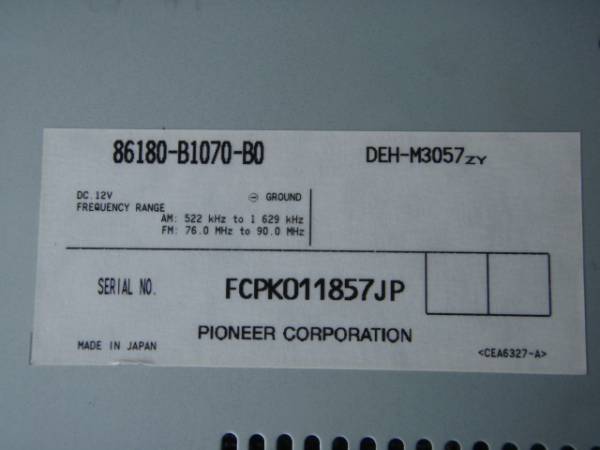 86180-B1070-B0 DEH-M3057ZY
DC 12V ⊖ GROUND
FREQUENCY RANGE
AM: 522 kHz to 1 629 kHz
FM: 76.0 MHz to 90.0 MHz
SERIAL NO. FCPK011857JP
PIONEER CORPORATION
MADE IN JAPAN <CEA6327-A>